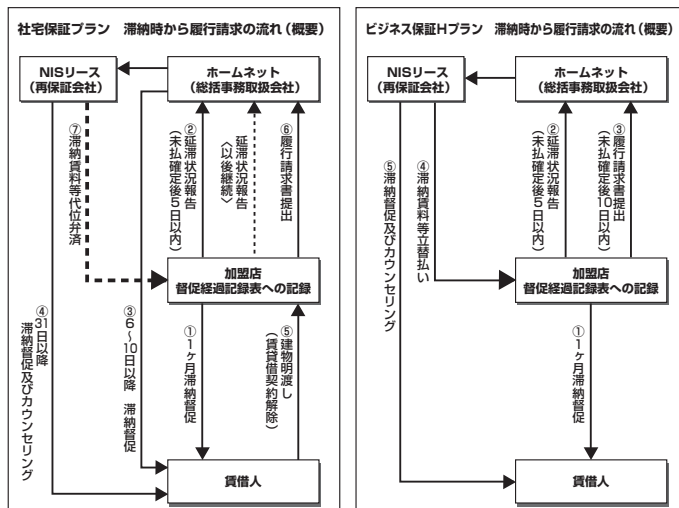 社宅保証プラン 滞納時から履行請求の流れ（概要）
NISリース
（再保証会社）
ホームネット
（総括事務取扱会社）
⑦滞納賃料等代位弁済
②延滞状況報告
（未払確定後5日以内）
延滞状況報告
〈以後継続〉
⑥履行請求書提出
加盟店
督促経過記録表への記録
④31日以降
滞納督促及びカウンセリング
③6～10日以降 滞納督促
①1ヶ月滞納督促
⑤建物明渡し
（賃貸借契約解除）
賃借人
ビジネス保証Hプラン 滞納時から履行請求の流れ（概要）
NISリース
（再保証会社）
ホームネット
（総括事務取扱会社）
⑤滞納督促及びカウンセリング
④滞納賃料等立替払い
②延滞状況報告
（未払確定後5日以内）
③履行請求書提出
（未払確定後10日以内）
加盟店
督促経過記録表への記録
①1ヶ月滞納督促
賃借人